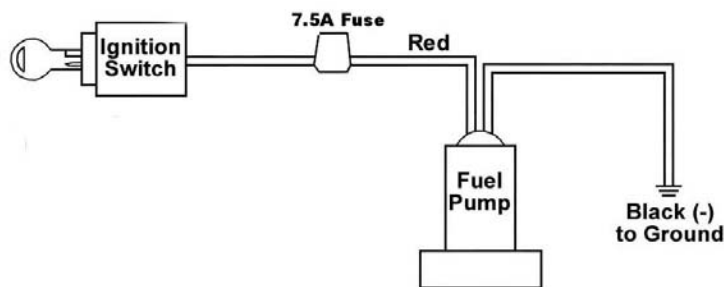 7.5A Fuse
Ignition
Switch
Red
Fuel
Pump
Black (-)
to Ground